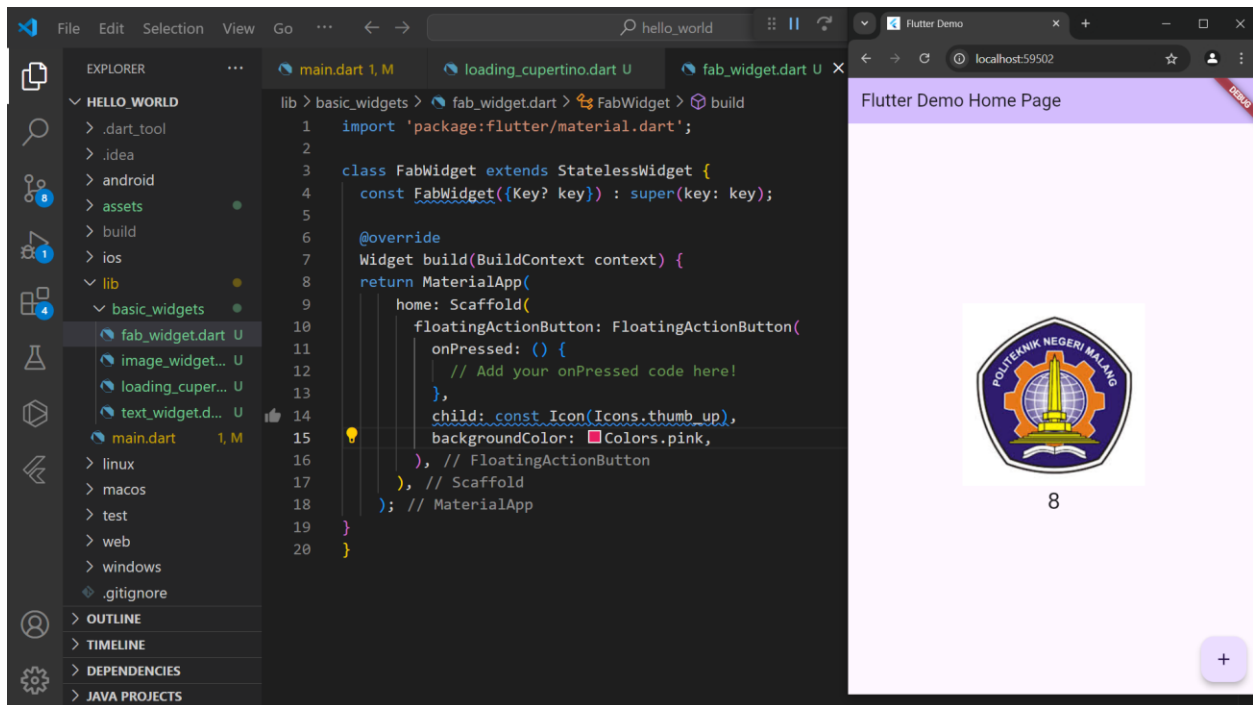 File Edit Selection View Go ··· hello_world
EXPLORER ···
HELLO_WORLD
.dart_tool
.idea
android
assets
build
ios
lib
basic_widgets
fab_widget.dart U
image_widget... U
loading_cuper... U
text_widget.d... U
main.dart 1, M
linux
macos
test
web
windows
.gitignore
OUTLINE
TIMELINE
DEPENDENCIES
JAVA PROJECTS
8
1
4
main.dart 1, M loading_cupertino.dart U fab_widget.dart U
lib > basic_widgets > fab_widget.dart > FabWidget > build
1 import 'package:flutter/material.dart';
2
3 class FabWidget extends StatelessWidget {
4 const FabWidget({Key? key}) : super(key: key);
5
6 @override
7 Widget build(BuildContext context) {
8 return MaterialApp(
9 home: Scaffold(
10 floatingActionButton: FloatingActionButton(
11 onPressed: () {
12 // Add your onPressed code here!
13 },
14 child: const Icon(Icons.thumb_up),
15 backgroundColor: Colors.pink,
16 ), // FloatingActionButton
17 ), // Scaffold
18 ); // MaterialApp
19 }
20 }
Flutter Demo
localhost:59502
Flutter Demo Home Page
DEBUG
POLITEKNIK NEGERI MALANG
8
+